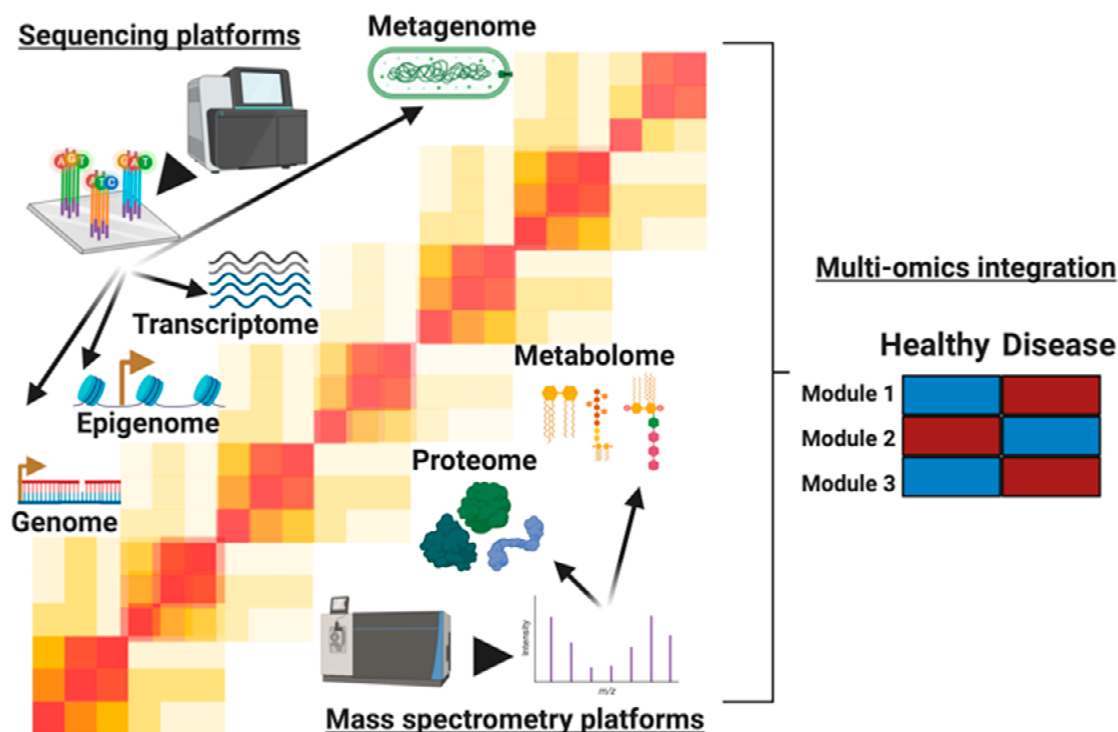 Sequencing platforms
Metagenome
A G T
G A T
A T C
Transcriptome
Epigenome
Genome
Metabolome
Proteome
Intensity
m/z
Mass spectrometry platforms
Multi-omics integration
Healthy Disease
Module 1
Module 2
Module 3